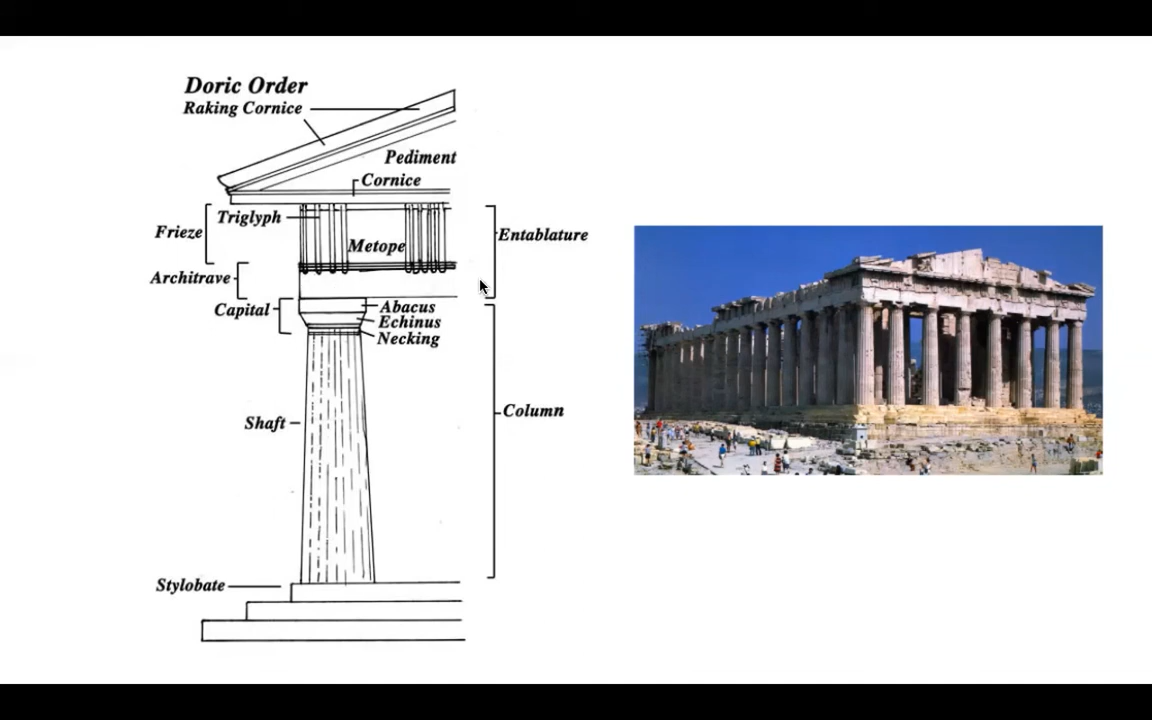 Doric Order
Raking Cornice
Pediment
Cornice
Triglyph
Frieze
Metope
Entablature
Architrave
Capital
Abacus
Echinus
Necking
Shaft
Column
Stylobate